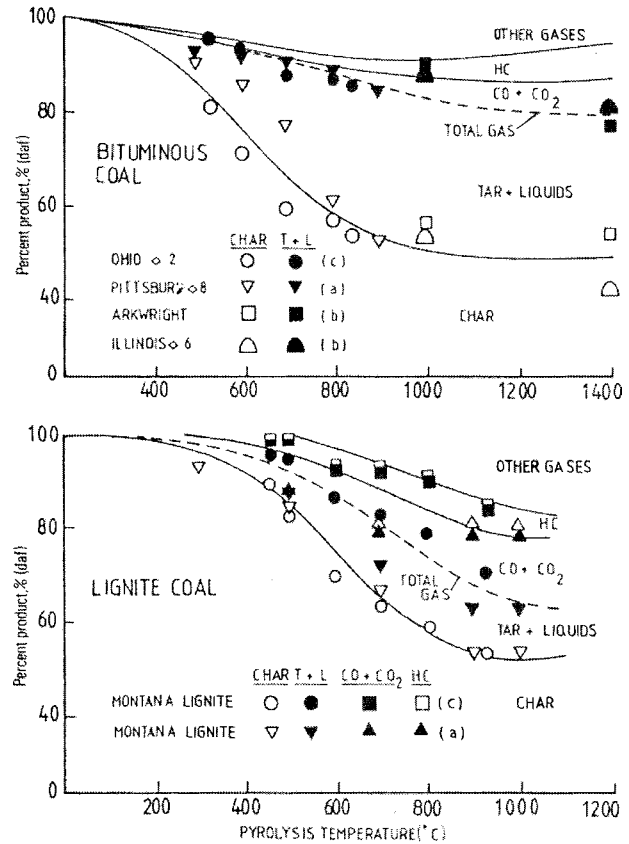 Percent product, % (daf)
100
80
60
40
0
OTHER GASES
HC
CO + CO2
TOTAL GAS
BITUMINOUS
COAL
TAR + LIQUIDS
CHAR T + L
OHIO ◇ 2 (c)
PITTSBURG ◇ 8 (a)
ARKWRIGHT (b)
ILLINOIS ◇ 6 (b)
CHAR
400 600 800 1000 1200 1400
Percent product, % (daf)
100
80
60
40
0
OTHER GASES
HC
LIGNITE COAL
TOTAL
GAS
CO + CO2
TAR + LIQUIDS
CHAR T + L CO + CO2 HC
CHAR
MONTANA LIGNITE (c)
MONTANA LIGNITE (a)
200 400 600 800 1000 1200
PYROLYSIS TEMPERATURE (°C)